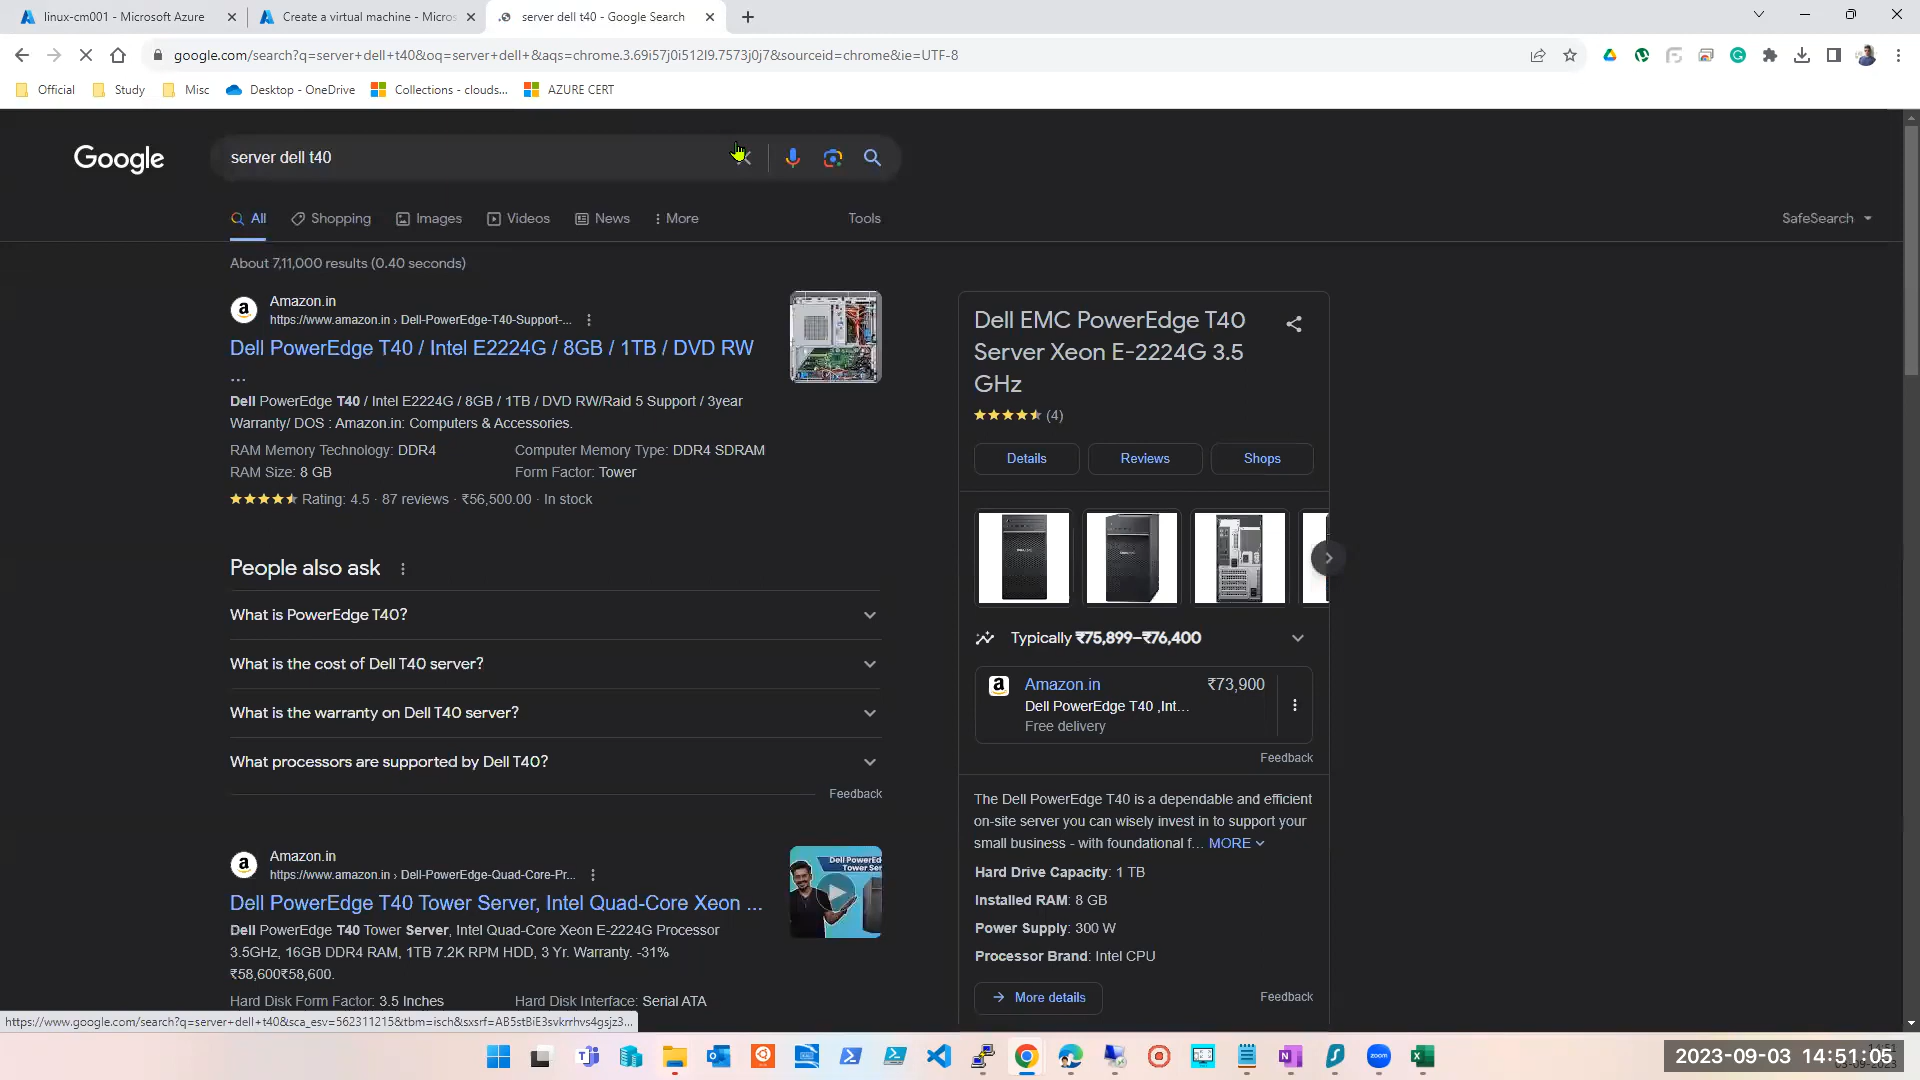 linux-cm001 - Microsoft Azure
Create a virtual machine - Micros
server dell t40 - Google Search
google.com/search?q=server+dell+t40&oq=server+dell+&aqs=chrome.3.69i57j0i512l9.7573j0j7&sourceid=chrome&ie=UTF-8
Official
Study
Misc
Desktop - OneDrive
Collections - clouds...
AZURE CERT
Google
server dell t40
All
Shopping
Images
Videos
News
More
Tools
SafeSearch
About 7,11,000 results (0.40 seconds)
Amazon.in
https://www.amazon.in › Dell-PowerEdge-T40-Support-...
Dell PowerEdge T40 / Intel E2224G / 8GB / 1TB / DVD RW
...
Dell PowerEdge T40 / Intel E2224G / 8GB / 1TB / DVD RW/Raid 5 Support / 3year
Warranty/ DOS : Amazon.in: Computers & Accessories.
RAM Memory Technology: DDR4
Computer Memory Type: DDR4 SDRAM
RAM Size: 8 GB
Form Factor: Tower
Rating: 4.5 · 87 reviews · ₹56,500.00 · In stock
People also ask
What is PowerEdge T40?
What is the cost of Dell T40 server?
What is the warranty on Dell T40 server?
What processors are supported by Dell T40?
Feedback
Amazon.in
https://www.amazon.in › Dell-PowerEdge-Quad-Core-Pr...
Dell PowerEdge T40 Tower Server, Intel Quad-Core Xeon ...
Dell PowerEdge T40 Tower Server, Intel Quad-Core Xeon E-2224G Processor
3.5GHz, 16GB DDR4 RAM, 1TB 7.2K RPM HDD, 3 Yr. Warranty. -31%
₹58,600₹58,600.
Hard Disk Form Factor: 3.5 Inches
Hard Disk Interface: Serial ATA
Dell PowerEd
Tower Ser
Dell EMC PowerEdge T40
Server Xeon E-2224G 3.5
GHz
(4)
Details
Reviews
Shops
Typically ₹75,899–₹76,400
Amazon.in
₹73,900
Dell PowerEdge T40 ,Int...
Free delivery
Feedback
The Dell PowerEdge T40 is a dependable and efficient
on-site server you can wisely invest in to support your
small business - with foundational f... MORE
Hard Drive Capacity: 1 TB
Installed RAM: 8 GB
Power Supply: 300 W
Processor Brand: Intel CPU
More details
Feedback
https://www.google.com/search?q=server+dell+t40&sca_esv=562311215&tbm=isch&sxsrf=AB5stBiE3svkrrhvs4gsjz3...
zoom
2023-09-03 14:51:05